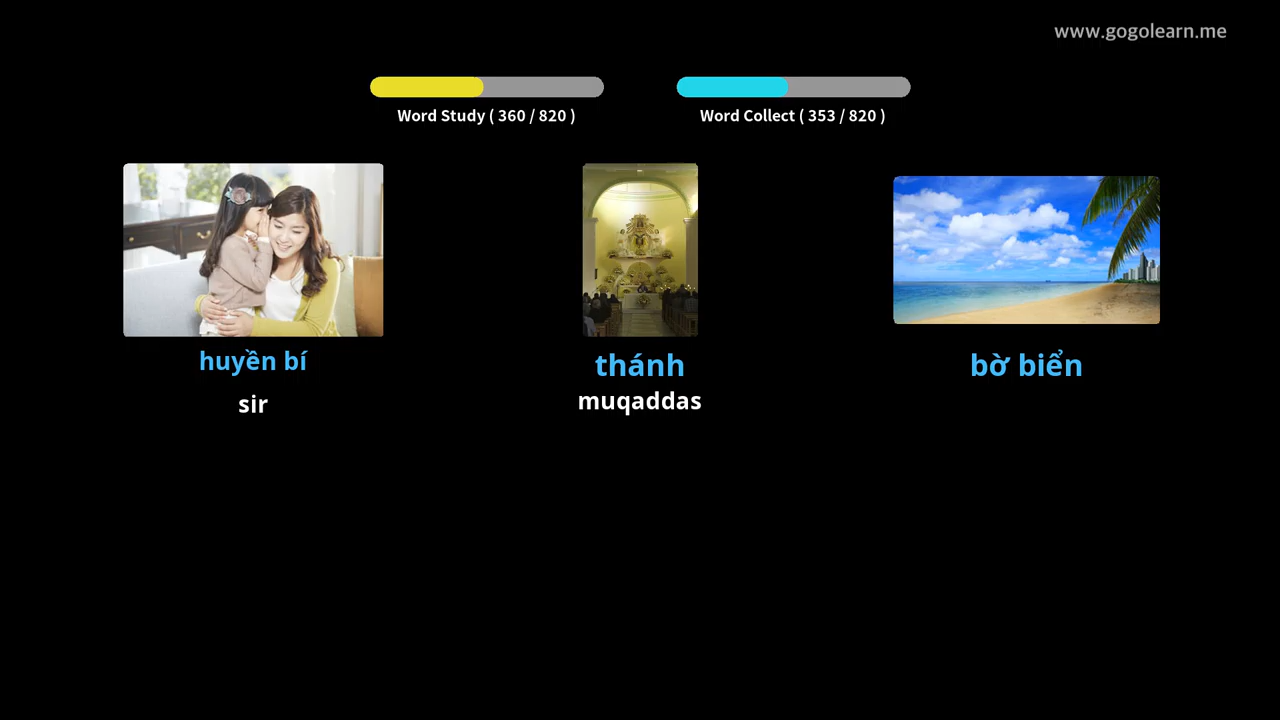 www.gogolearn.me
Word Study ( 360 / 820 )
Word Collect ( 353 / 820 )
huyền bí
sir
thánh
muqaddas
bờ biển